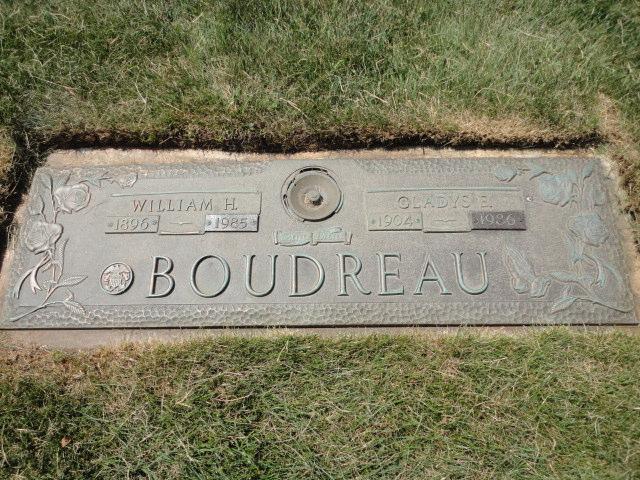 WILLIAM H.
1896 1985
GLADYS E.
1904 1986
BOUDREAU